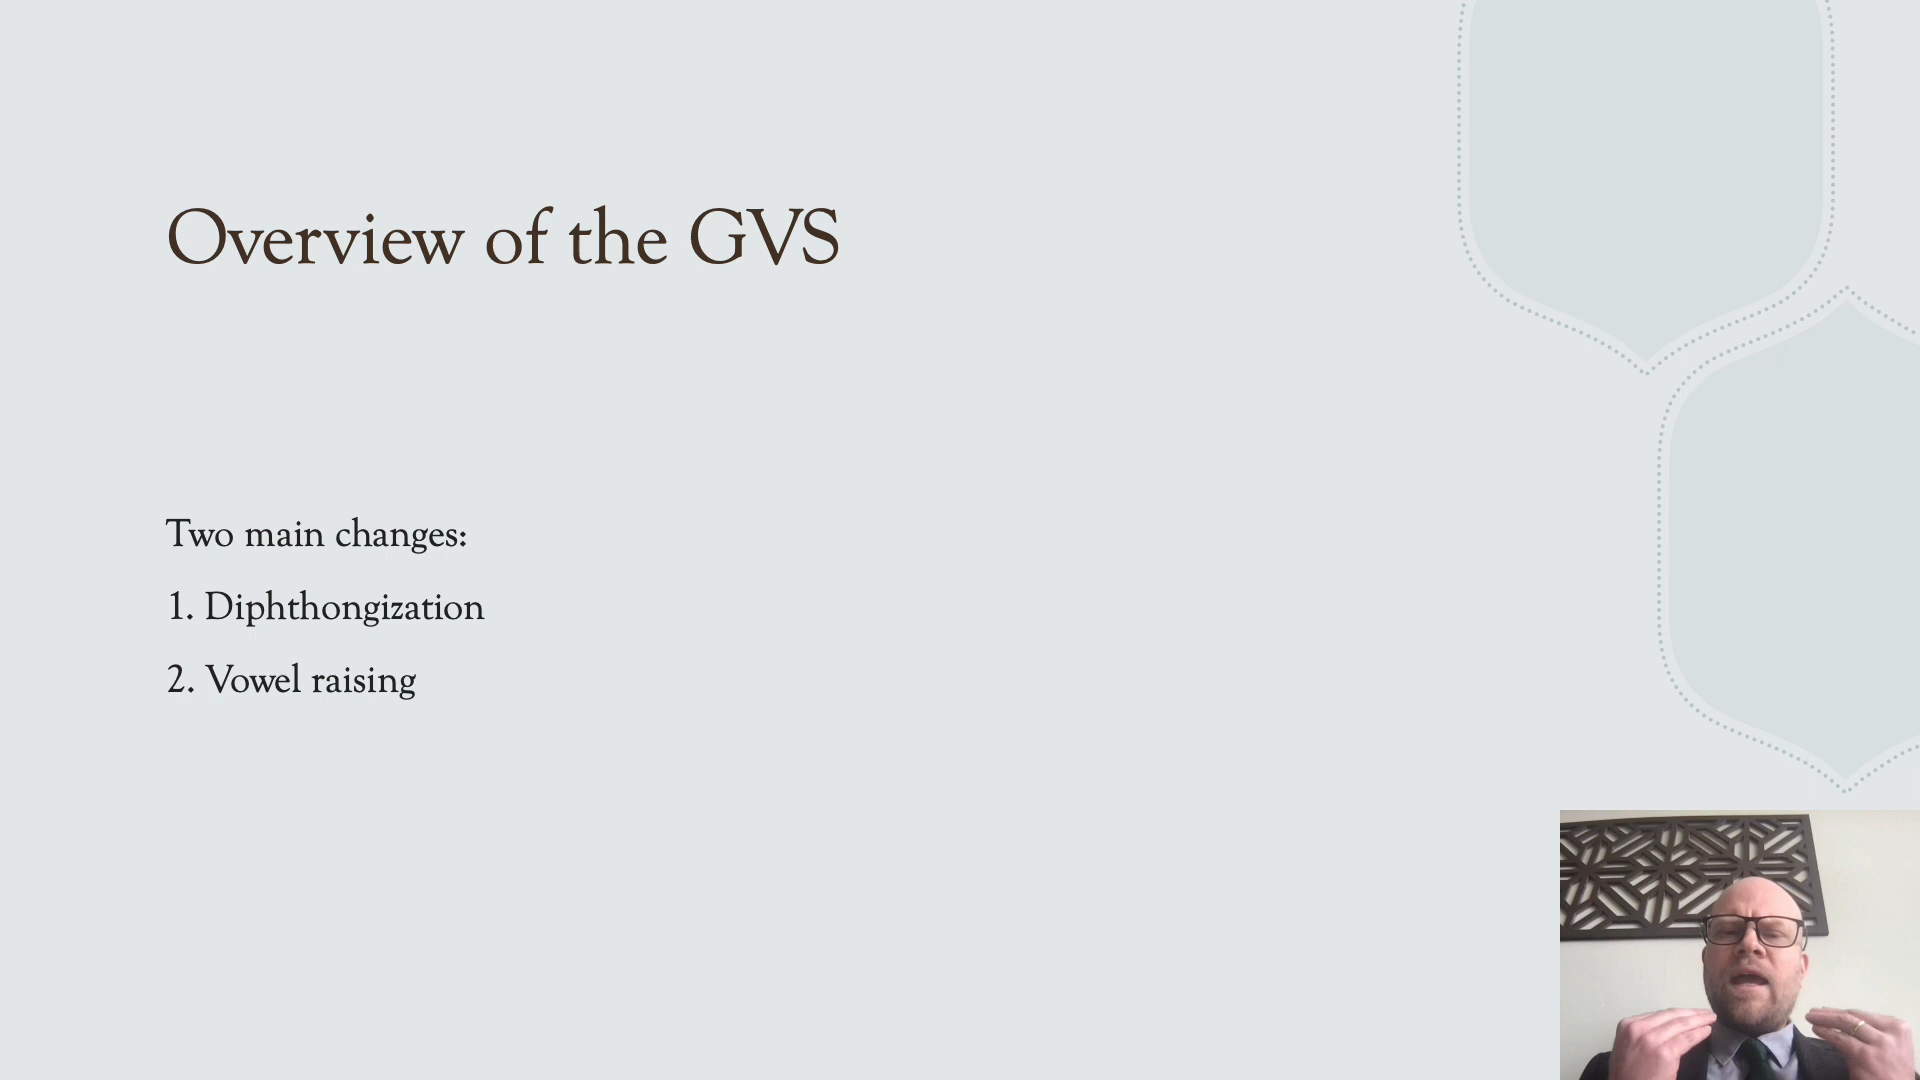 Overview of the GVS
Two main changes:
1. Diphthongization
2. Vowel raising